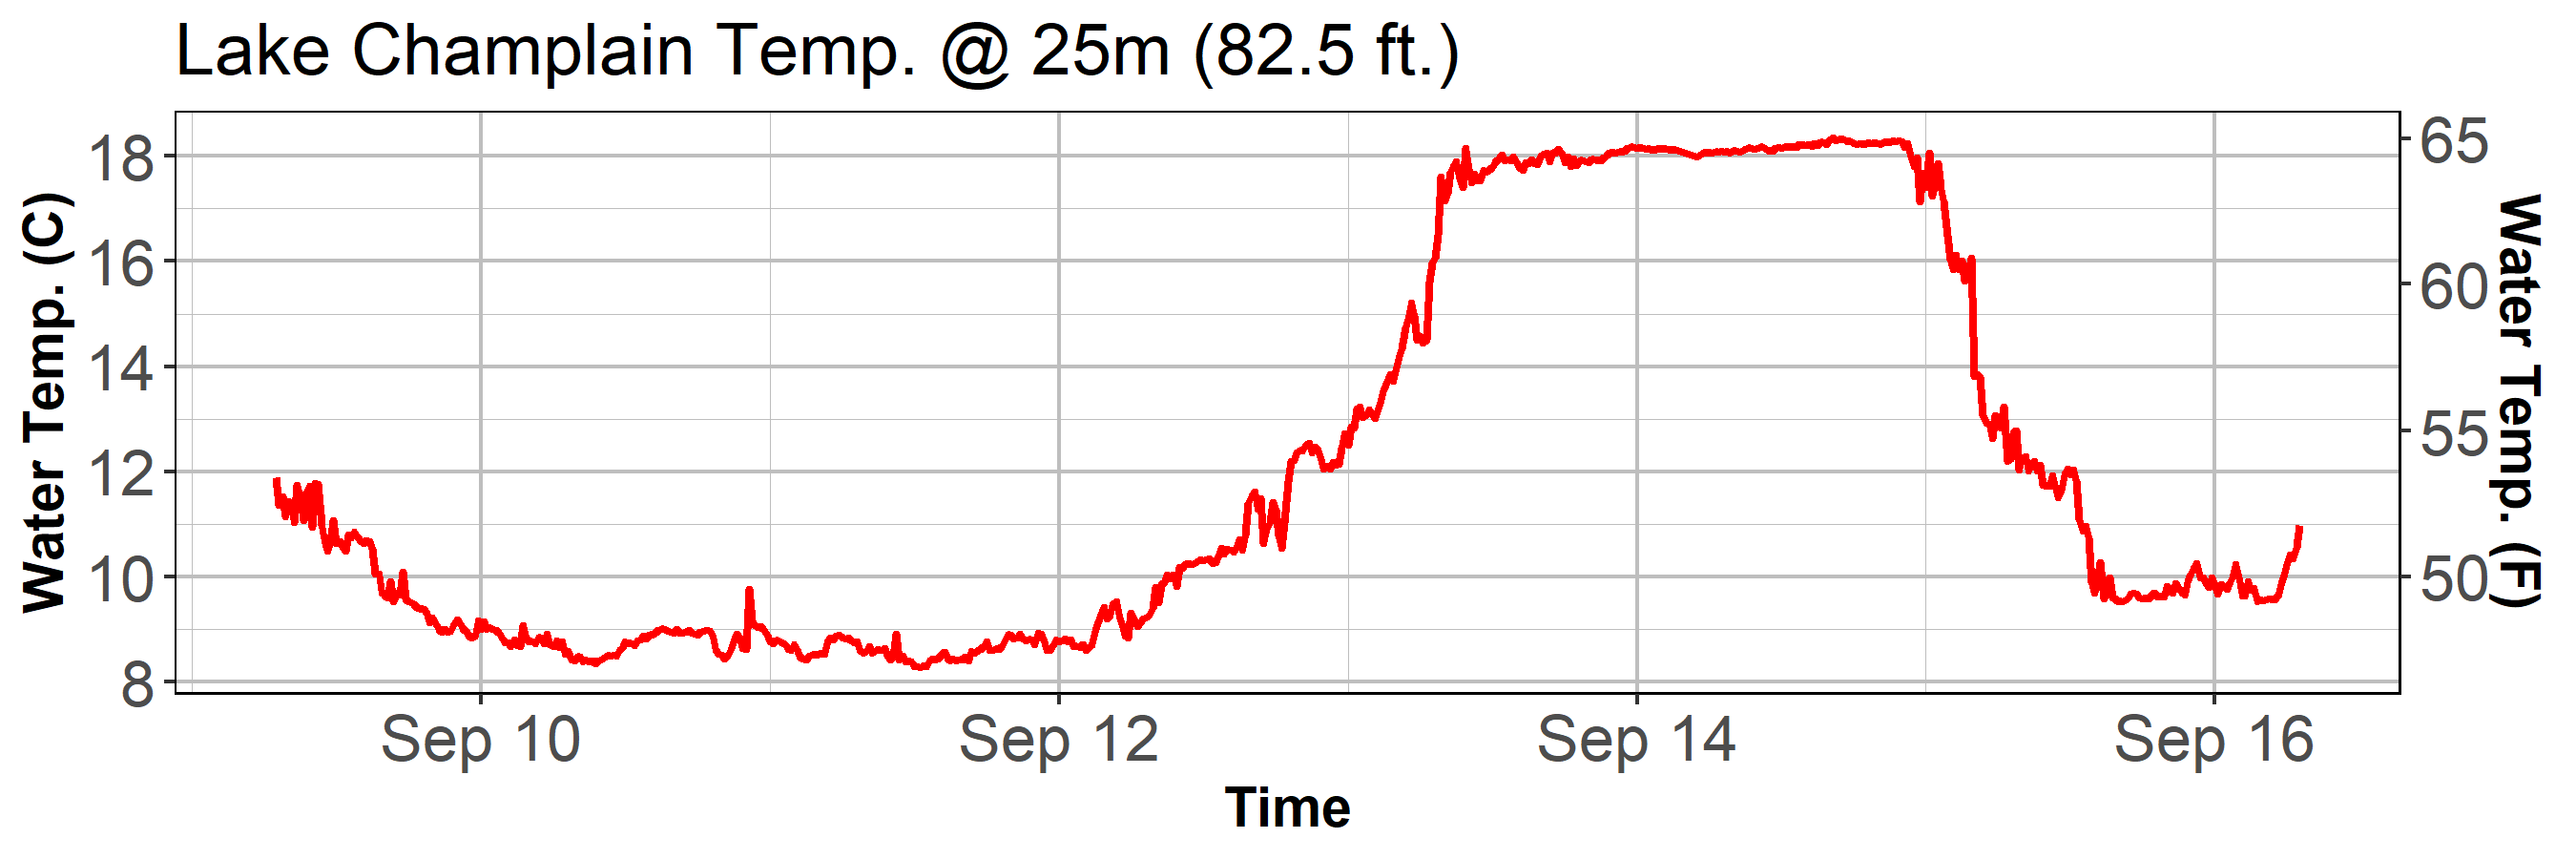 Lake Champlain Temp. @ 25m (82.5 ft.)
Water Temp. (C)
18
16
14
12
10
8
65
60
55
50
Water Temp. (F)
Sep 10 Sep 12 Sep 14 Sep 16
Time